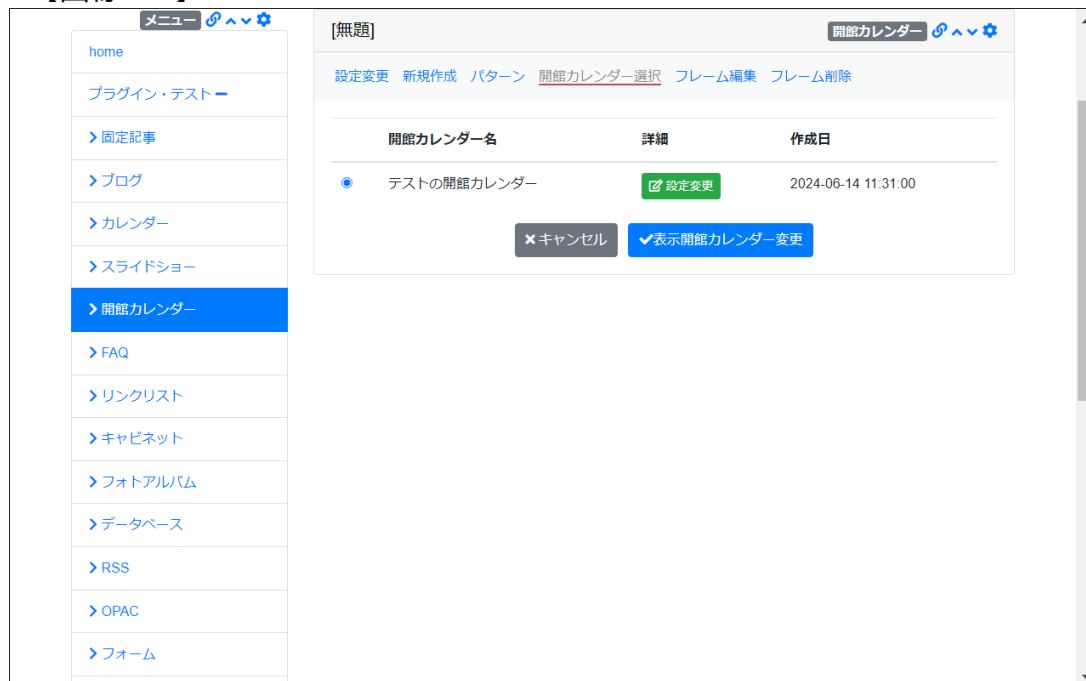 メニュー
home
プラグイン・テスト
固定記事
ブログ
カレンダー
スライドショー
開館カレンダー
FAQ
リンクリスト
キャビネット
フォトアルバム
データベース
RSS
OPAC
フォーム
[無題] 開館カレンダー
設定変更 新規作成 パターン 開館カレンダー選択 フレーム編集 フレーム削除
開館カレンダー名 詳細 作成日
テストの開館カレンダー 設定変更 2024-06-14 11:31:00
キャンセル 表示開館カレンダー変更